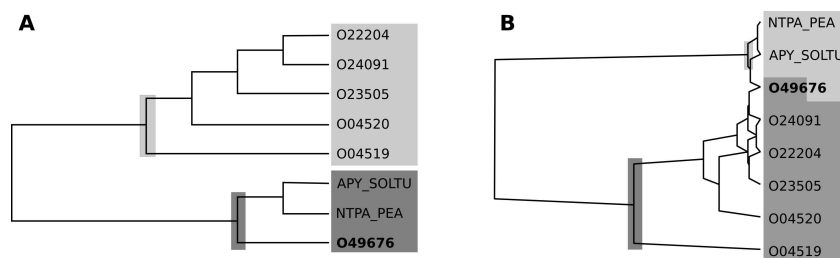 A
O22204
O24091
O23505
O04520
O04519
APY_SOLTU
NTPA_PEA
O49676
B
NTPA_PEA
APY_SOLTU
O49676
O24091
O22204
O23505
O04520
O04519